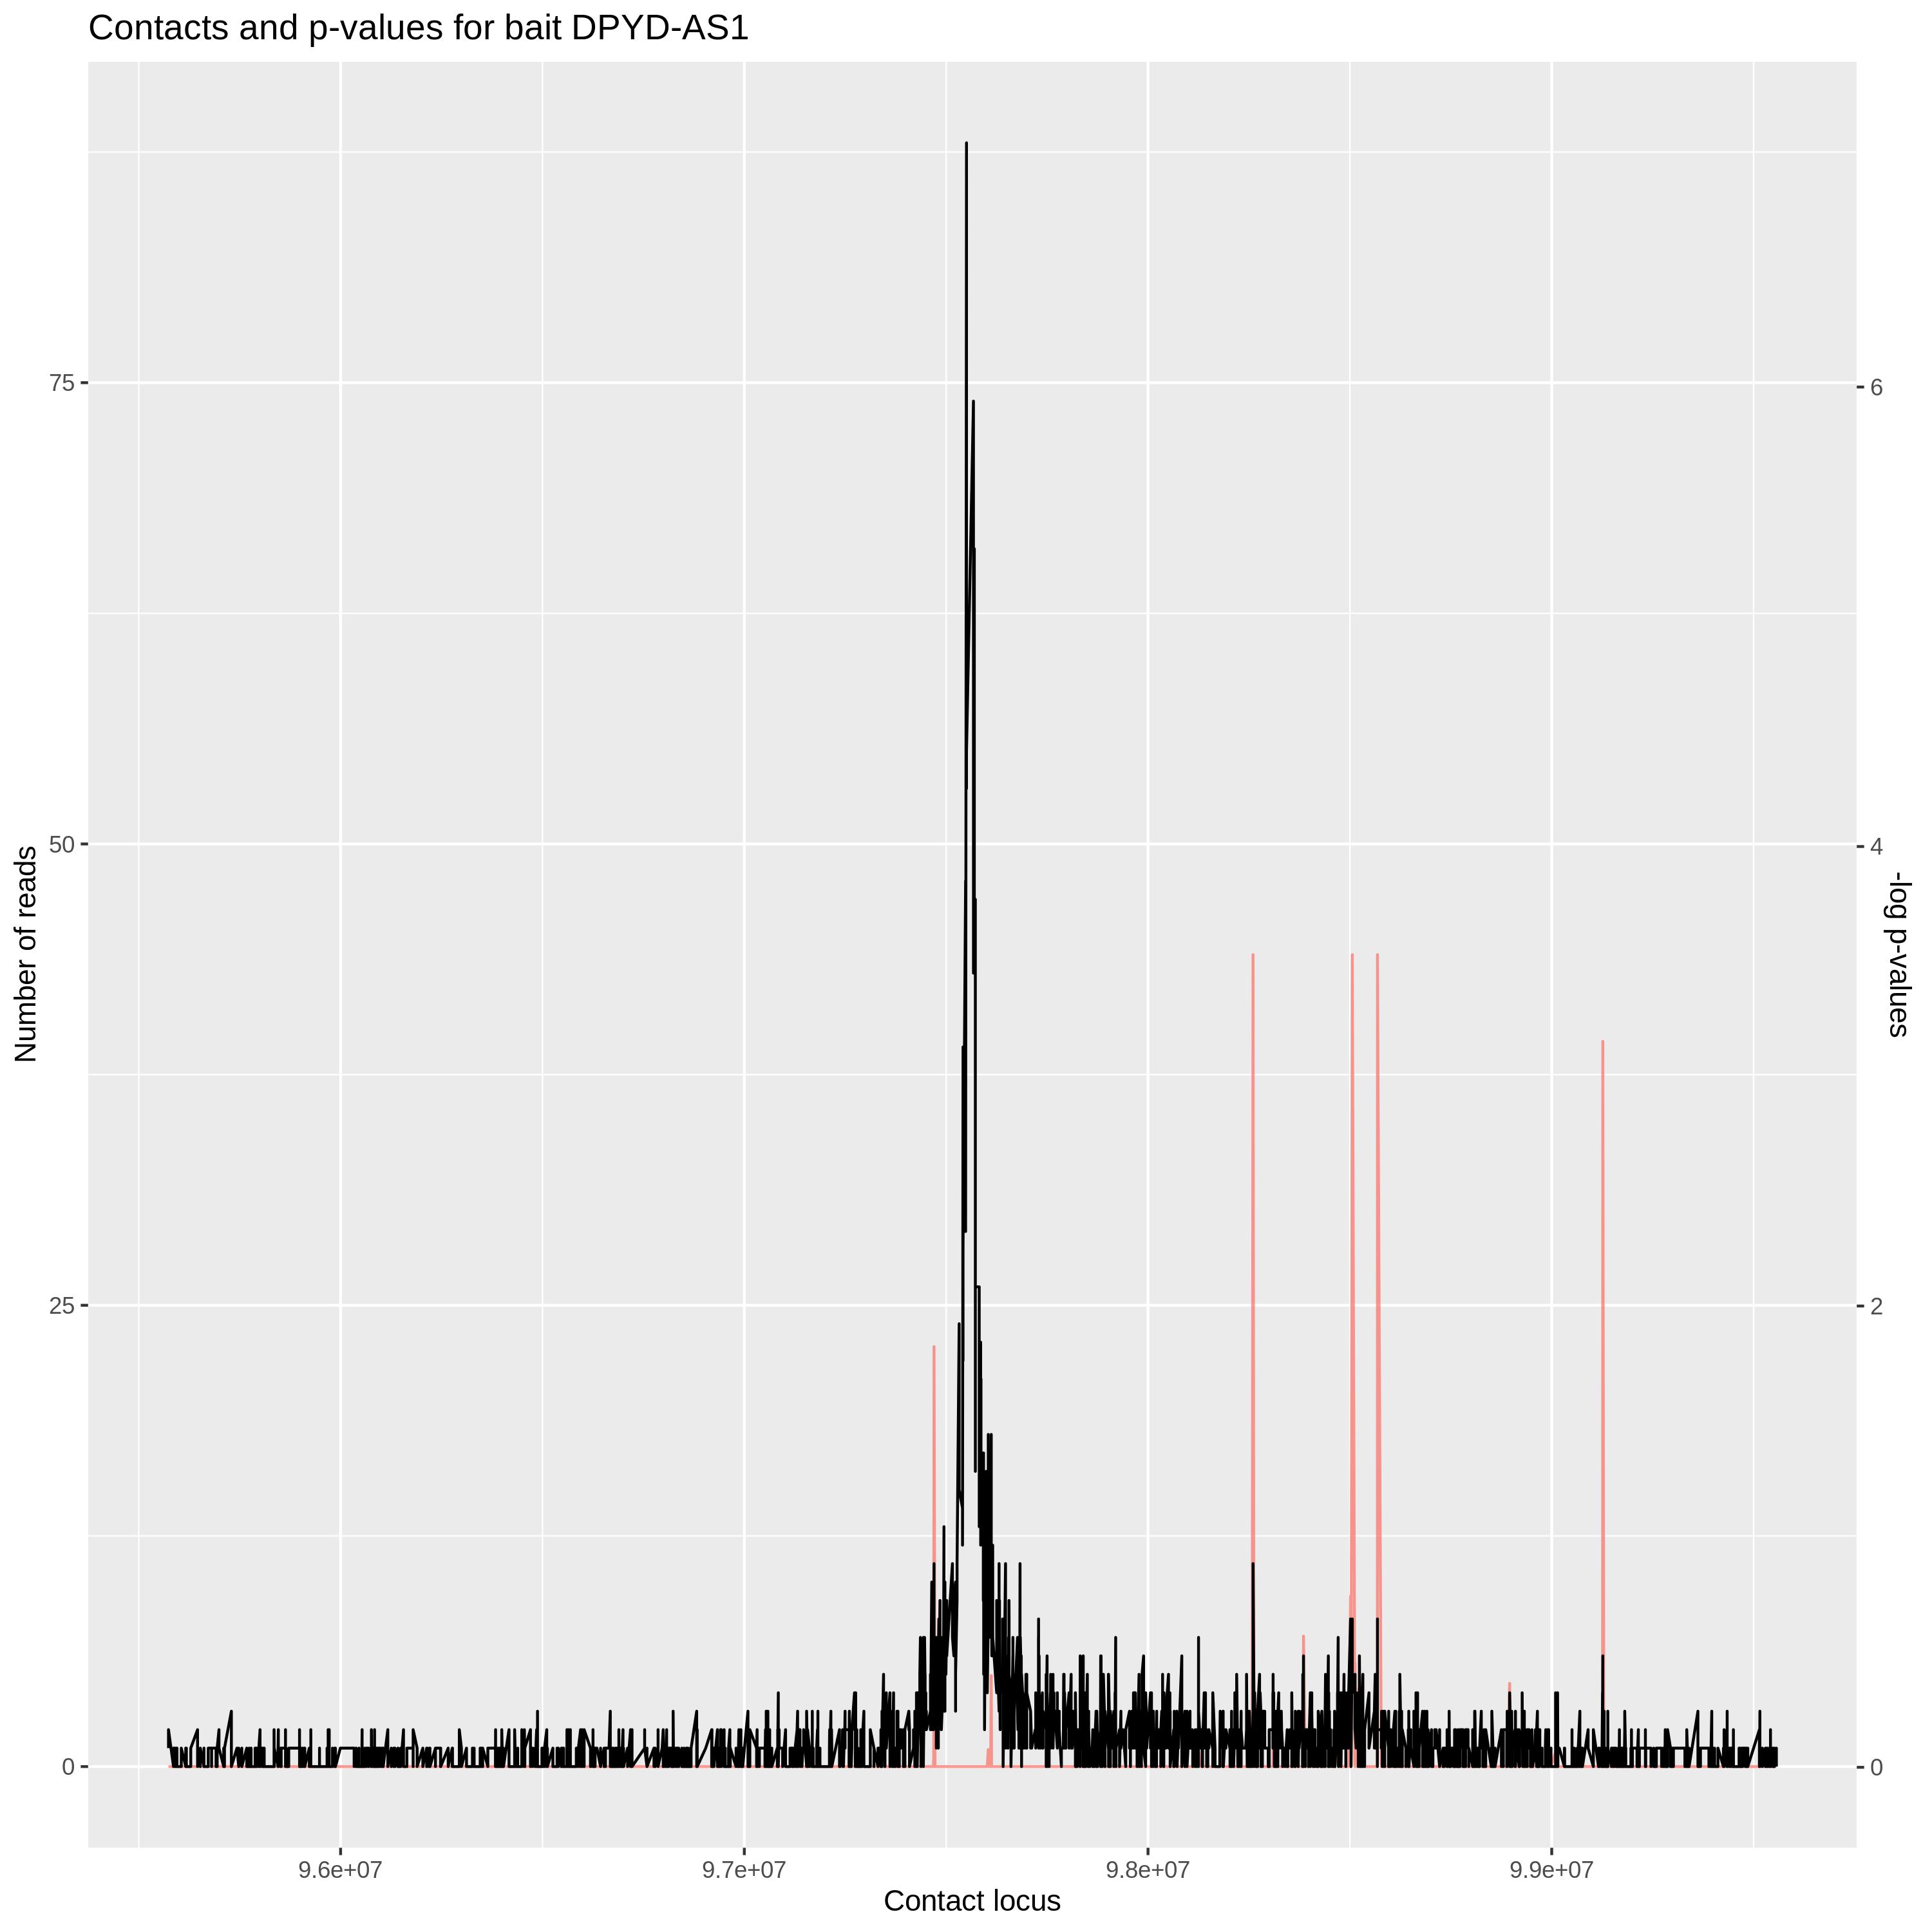 Contacts and p-values for bait DPYD-AS1
75
50
25
0
Number of reads
6
4
2
0
-log p-values
9.6e+07
9.7e+07
9.8e+07
9.9e+07
Contact locus